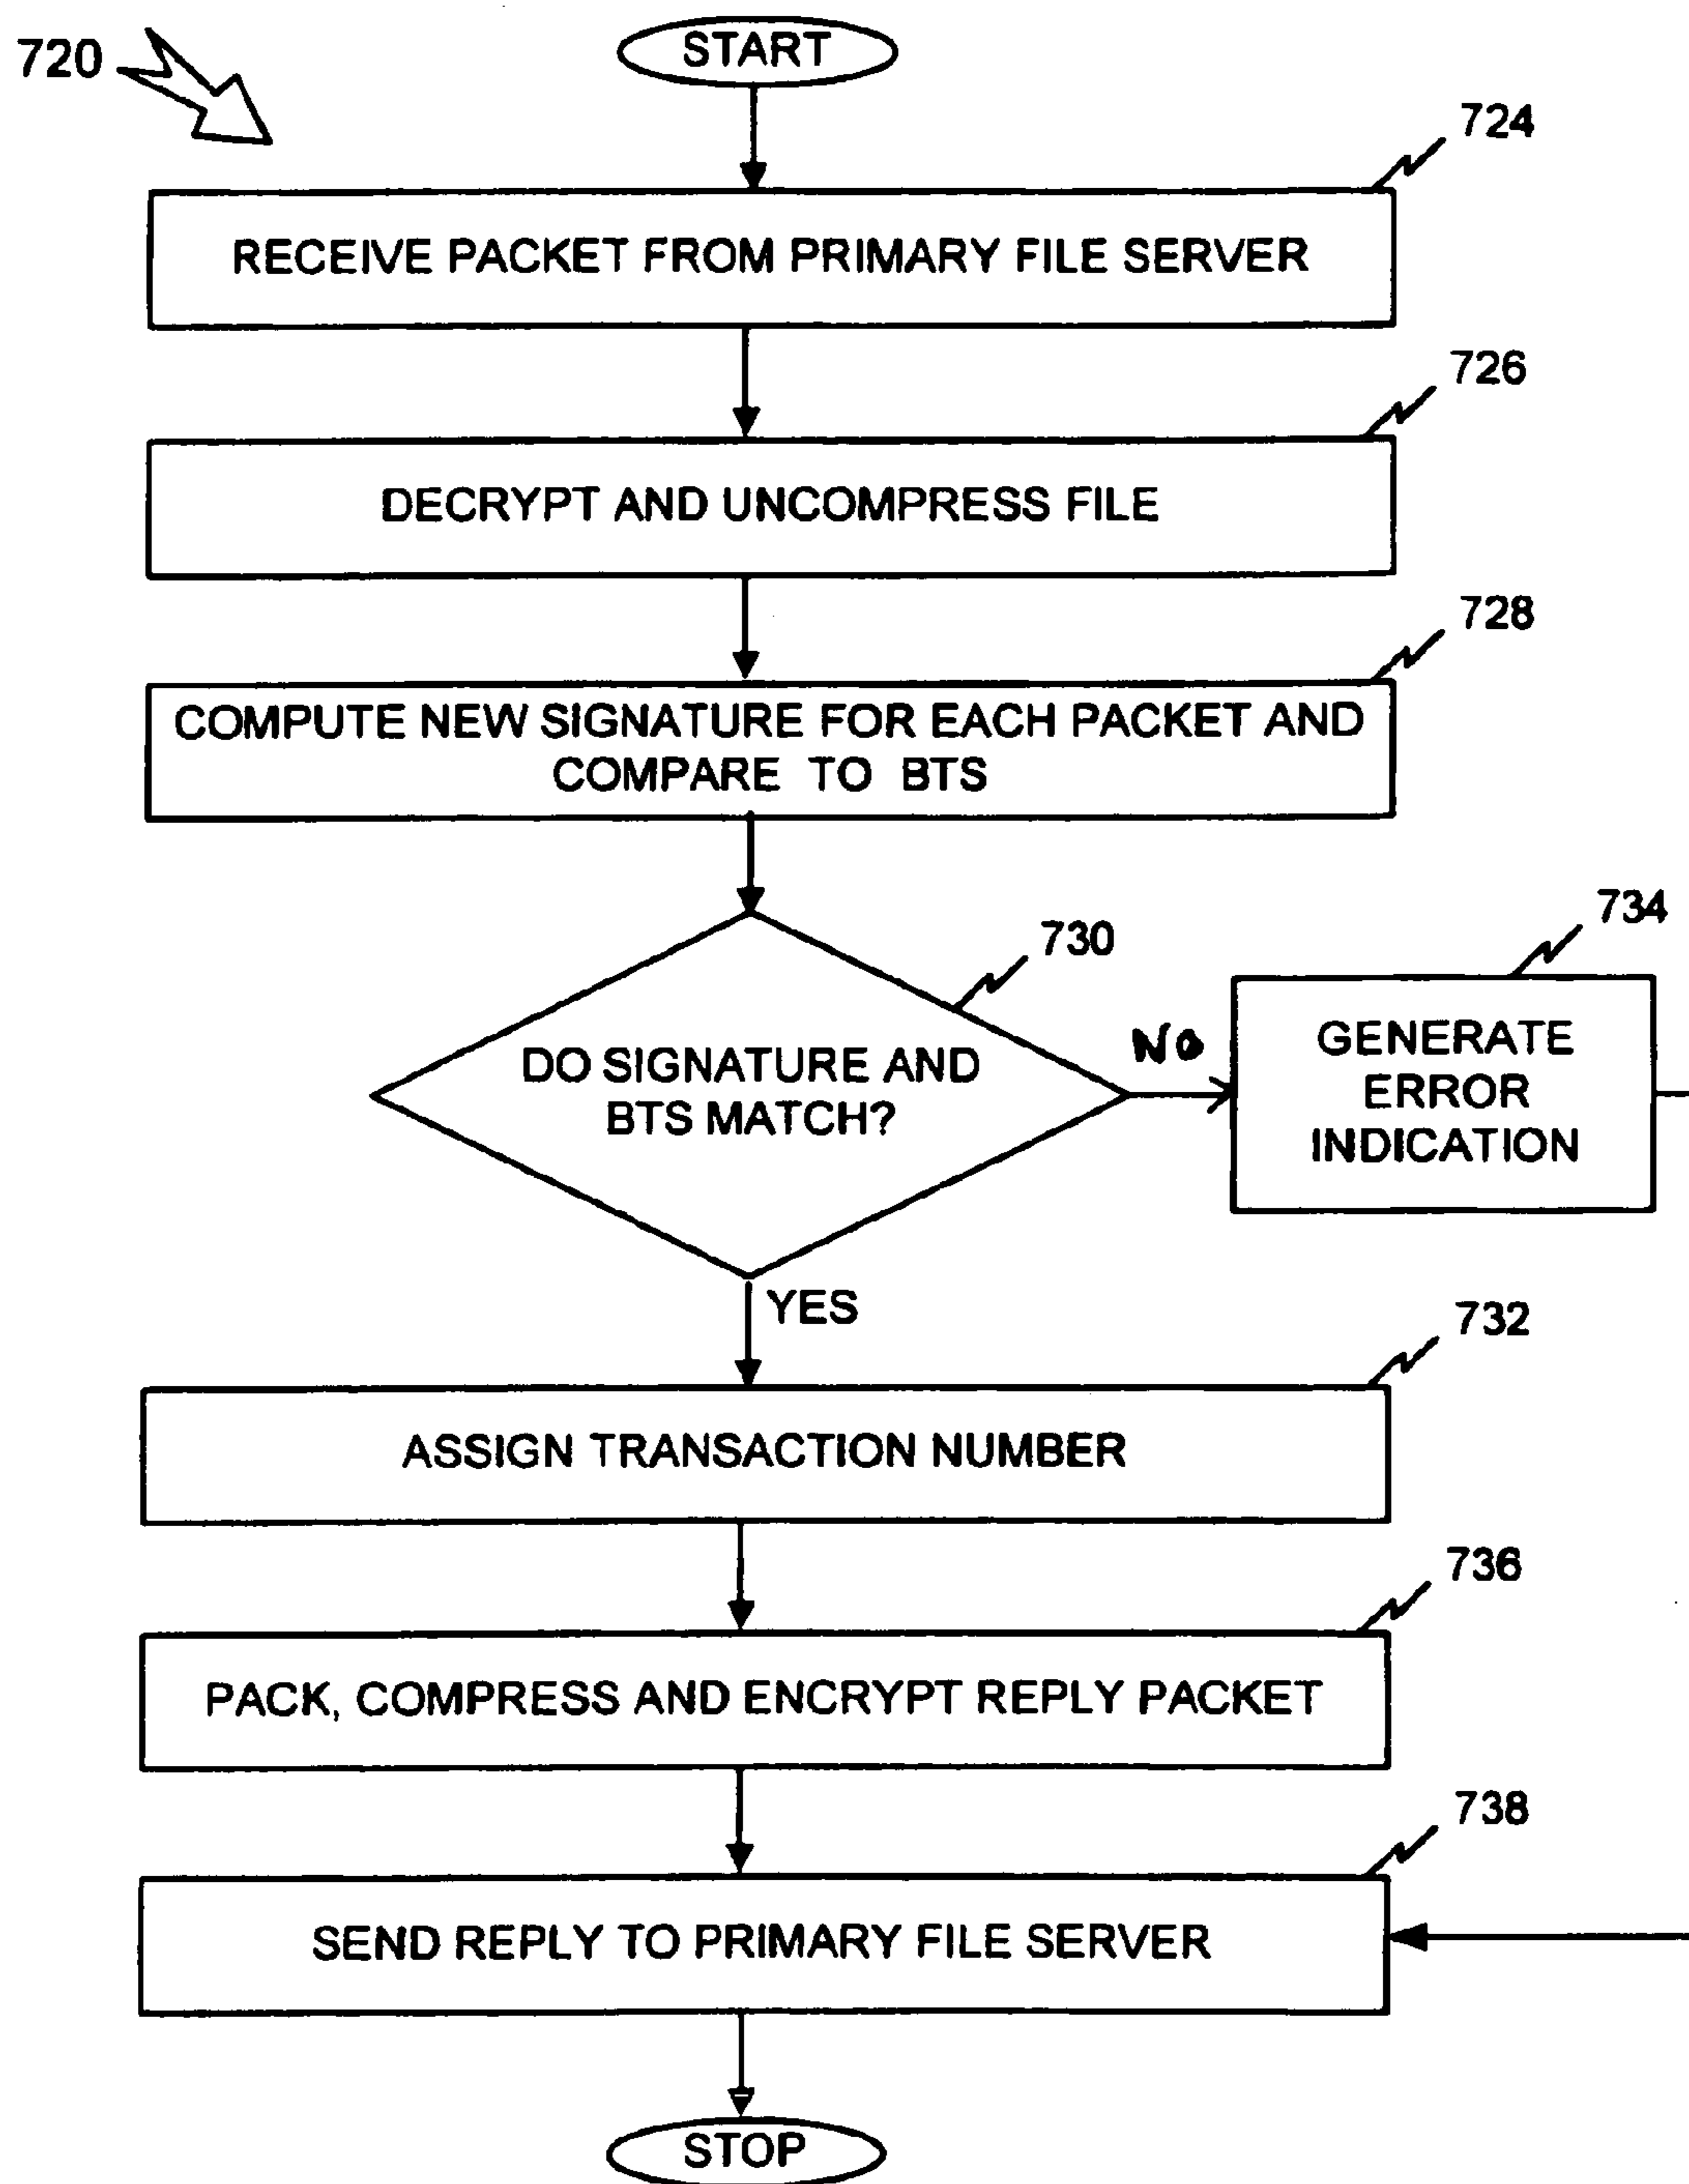 720
START
724
RECEIVE PACKET FROM PRIMARY FILE SERVER
726
DECRYPT AND UNCOMPRESS FILE
728
COMPUTE NEW SIGNATURE FOR EACH PACKET AND
COMPARE TO BTS
730
DO SIGNATURE AND
BTS MATCH?
NO
734
GENERATE
ERROR
INDICATION
YES
732
ASSIGN TRANSACTION NUMBER
736
PACK, COMPRESS AND ENCRYPT REPLY PACKET
738
SEND REPLY TO PRIMARY FILE SERVER
STOP